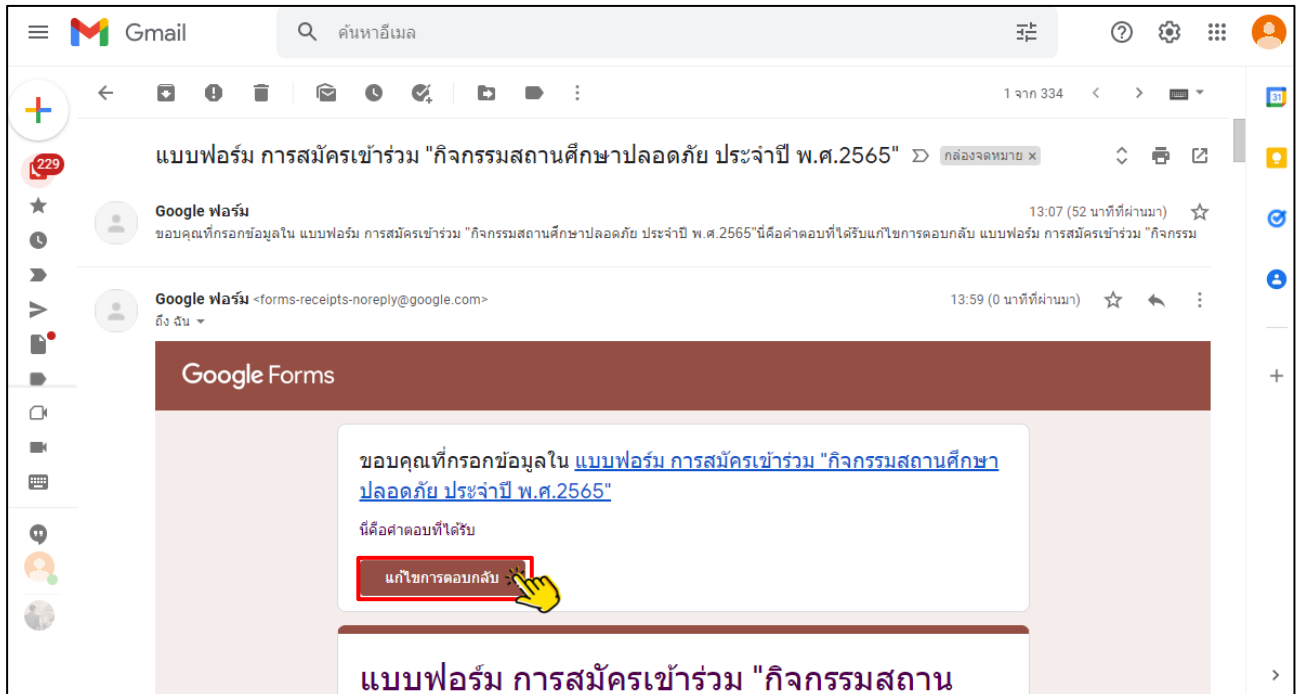 Gmail
ค้นหาอีเมล
1 จาก 334
229
31
แบบฟอร์ม การสมัครเข้าร่วม "กิจกรรมสถานศึกษาปลอดภัย ประจำปี พ.ศ.2565" กล่องจดหมาย x
Google ฟอร์ม 13:07 (52 นาทีที่ผ่านมา)
ขอบคุณที่กรอกข้อมูลใน แบบฟอร์ม การสมัครเข้าร่วม "กิจกรรมสถานศึกษาปลอดภัย ประจำปี พ.ศ.2565"นี่คือคำตอบที่ได้รับแก้ไขการตอบกลับ แบบฟอร์ม การสมัครเข้าร่วม "กิจกรรม
Google ฟอร์ม <forms-receipts-noreply@google.com> 13:59 (0 นาทีที่ผ่านมา)
ถึง ฉัน
Google Forms
ขอบคุณที่กรอกข้อมูลใน แบบฟอร์ม การสมัครเข้าร่วม "กิจกรรมสถานศึกษา
ปลอดภัย ประจำปี พ.ศ.2565"
นี่คือคำตอบที่ได้รับ
แก้ไขการตอบกลับ
แบบฟอร์ม การสมัครเข้าร่วม "กิจกรรมสถาน